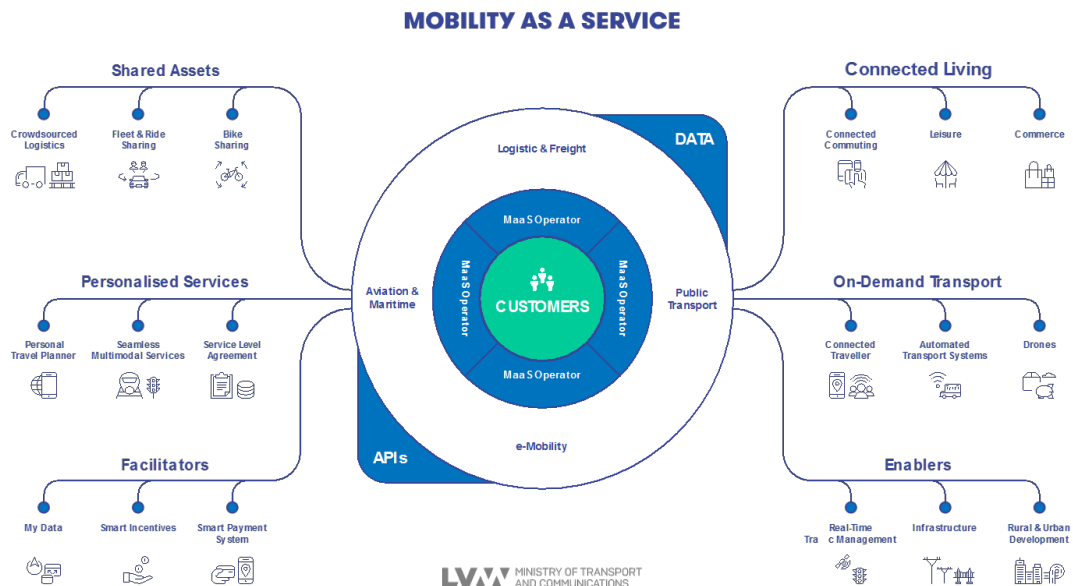 MOBILITY AS A SERVICE
Shared Assets
Crowdsourced
Logistics
Fleet & Ride
Sharing
Bike
Sharing
Personalised Services
Personal
Travel Planner
Seamless
Multimodal Services
Service Level
Agreement
Facilitators
My Data
Smart Incentives
Smart Payment
System
DATA
Logistic & Freight
MaaS Operator
Aviation &
Maritime
MaaS Operator
CUSTOMERS
MaaS Operator
Public
Transport
MaaS Operator
e-Mobility
APIs
Connected Living
Connected
Commuting
Leisure
Commerce
On-Demand Transport
Connected
Traveller
Automated
Transport Systems
Drones
Enablers
Real-Time
Tra c Management
Infrastructure
Rural & Urban
Development
LVM MINISTRY OF TRANSPORT
AND COMMUNICATIONS